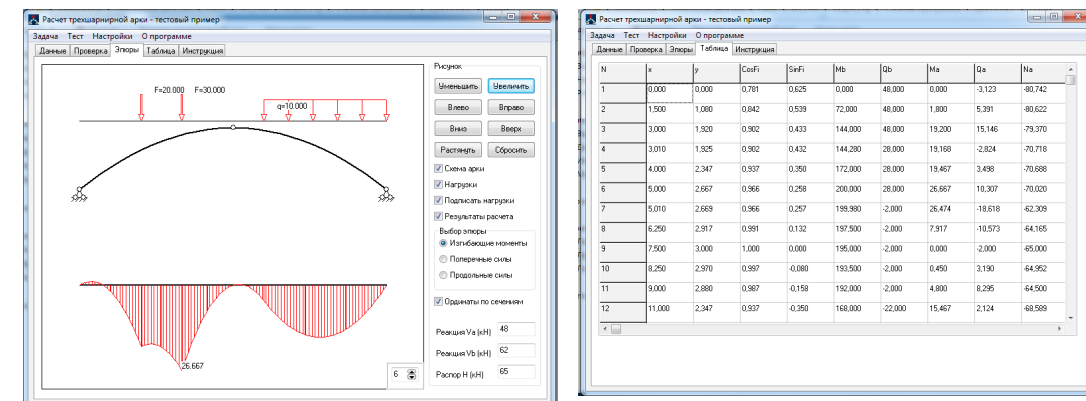 Расчет трехшарнирной арки - тестовый пример
Задача Тест Настройки О программе
Данные Проверка Эпюры Таблица Инструкция
F=20.000 F=30.000
q=10.000
26.667
6
Рисунок
Уменьшить Увеличить
Влево Вправо
Вниз Вверх
Растянуть Сбросить
Схема арки
Нагрузки
Подписать нагрузки
Результаты расчета
Выбор эпюры
Изгибающие моменты
Поперечные силы
Продольные силы
Ординаты по сечениям
Реакция Va (кН) 48
Реакция Vb (кН) 62
Распор H (кН) 65
Расчет трехшарнирной арки - тестовый пример
Задача Тест Настройки О программе
Данные Проверка Эпюры Таблица Инструкция
N x y CosFi SinFi Mb Qb Ma Qa Na
1 0,000 0,000 0,781 0,625 0,000 48,000 0,000 -3,123 -80,742
2 1,500 1,080 0,842 0,539 72,000 48,000 1,800 5,391 -80,622
3 3,000 1,920 0,902 0,433 144,000 48,000 19,200 15,146 -79,370
4 3,010 1,925 0,902 0,432 144,280 28,000 19,168 -2,824 -70,718
5 4,000 2,347 0,937 0,350 172,000 28,000 19,467 3,498 -70,688
6 5,000 2,667 0,966 0,258 200,000 28,000 26,667 10,307 -70,020
7 5,010 2,669 0,966 0,257 199,980 -2,000 26,474 -18,618 -62,309
8 6,250 2,917 0,991 0,132 197,500 -2,000 7,917 -10,573 -64,165
9 7,500 3,000 1,000 0,000 195,000 -2,000 0,000 -2,000 -65,000
10 8,250 2,970 0,997 -0,080 193,500 -2,000 0,450 3,190 -64,952
11 9,000 2,880 0,987 -0,158 192,000 -2,000 4,800 8,295 -64,500
12 11,000 2,347 0,937 -0,350 168,000 -22,000 15,467 2,124 -68,589